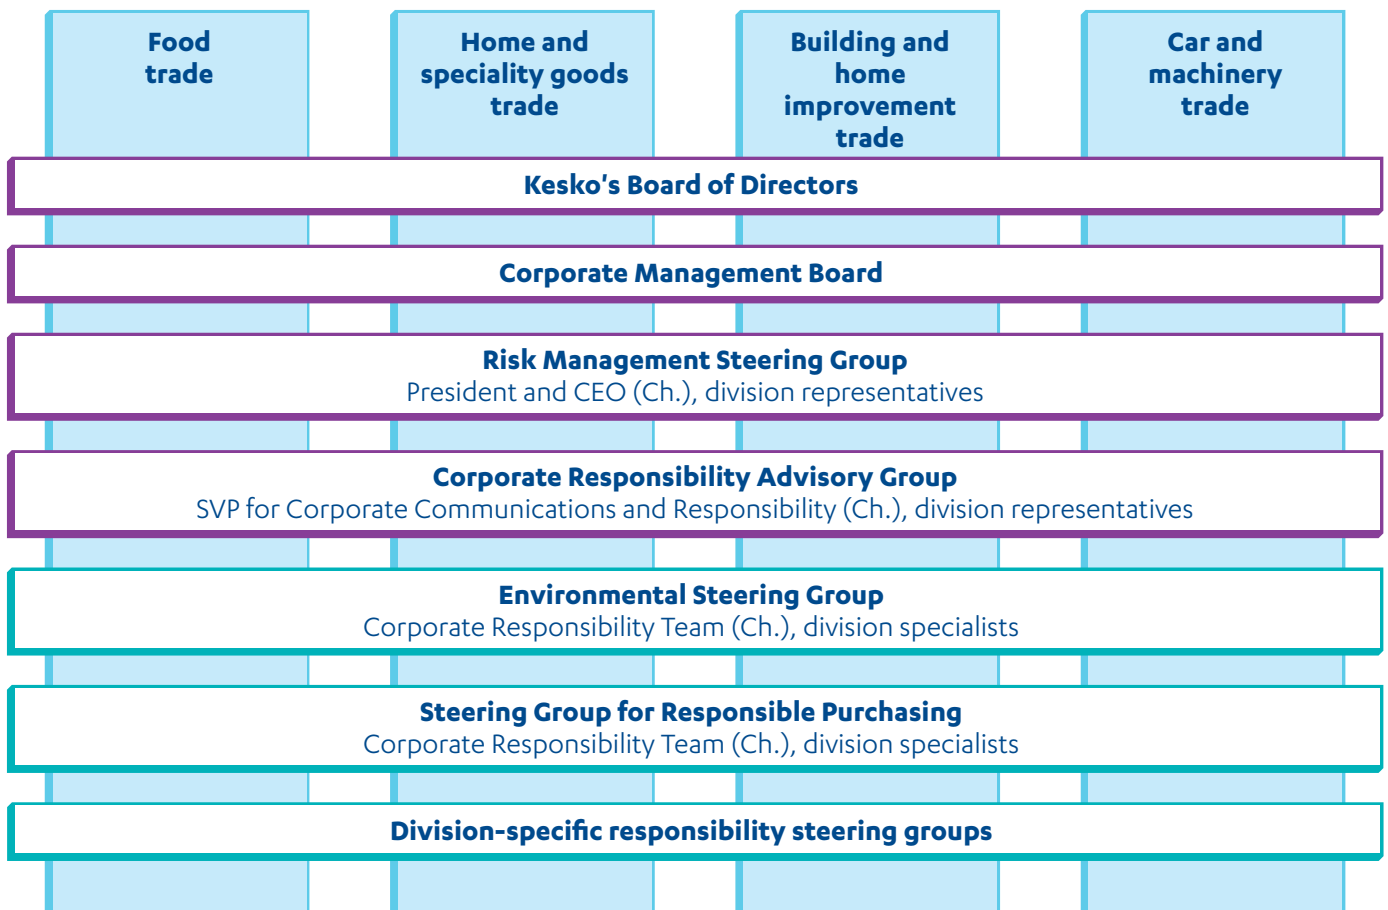 Food
trade
Home and
speciality goods
trade
Building and
home
improvement
trade
Car and
machinery
trade
Kesko's Board of Directors
Corporate Management Board
Risk Management Steering Group
President and CEO (Ch.), division representatives
Corporate Responsibility Advisory Group
SVP for Corporate Communications and Responsibility (Ch.), division representatives
Environmental Steering Group
Corporate Responsibility Team (Ch.), division specialists
Steering Group for Responsible Purchasing
Corporate Responsibility Team (Ch.), division specialists
Division-specific responsibility steering groups